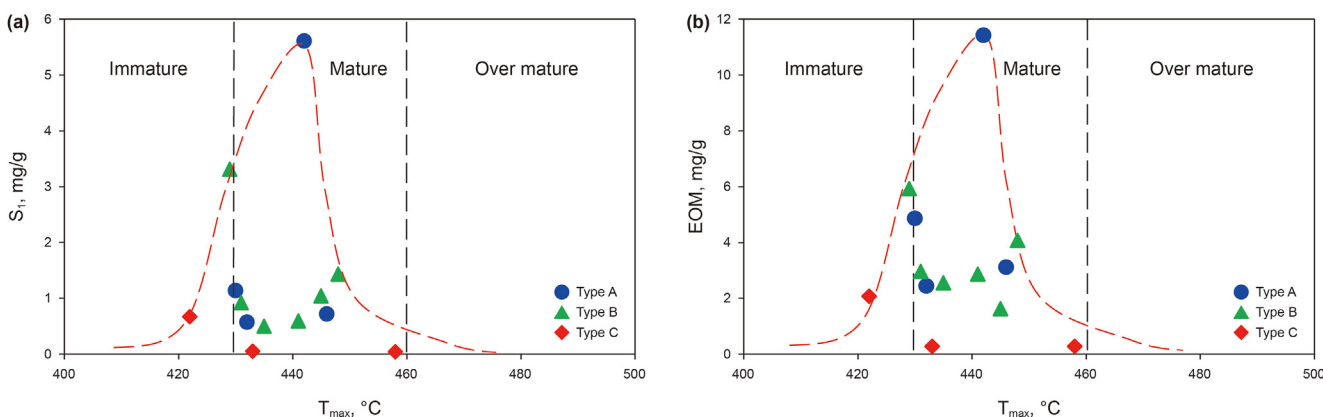 (a)
6
5
4
3
2
1
0
S₁, mg/g
Immature
Mature
Over mature
Type A
Type B
Type C
400 420 440 460 480 500
Tmax, °C
(b)
12
10
8
6
4
2
0
EOM, mg/g
Immature
Mature
Over mature
Type A
Type B
Type C
400 420 440 460 480 500
Tmax, °C